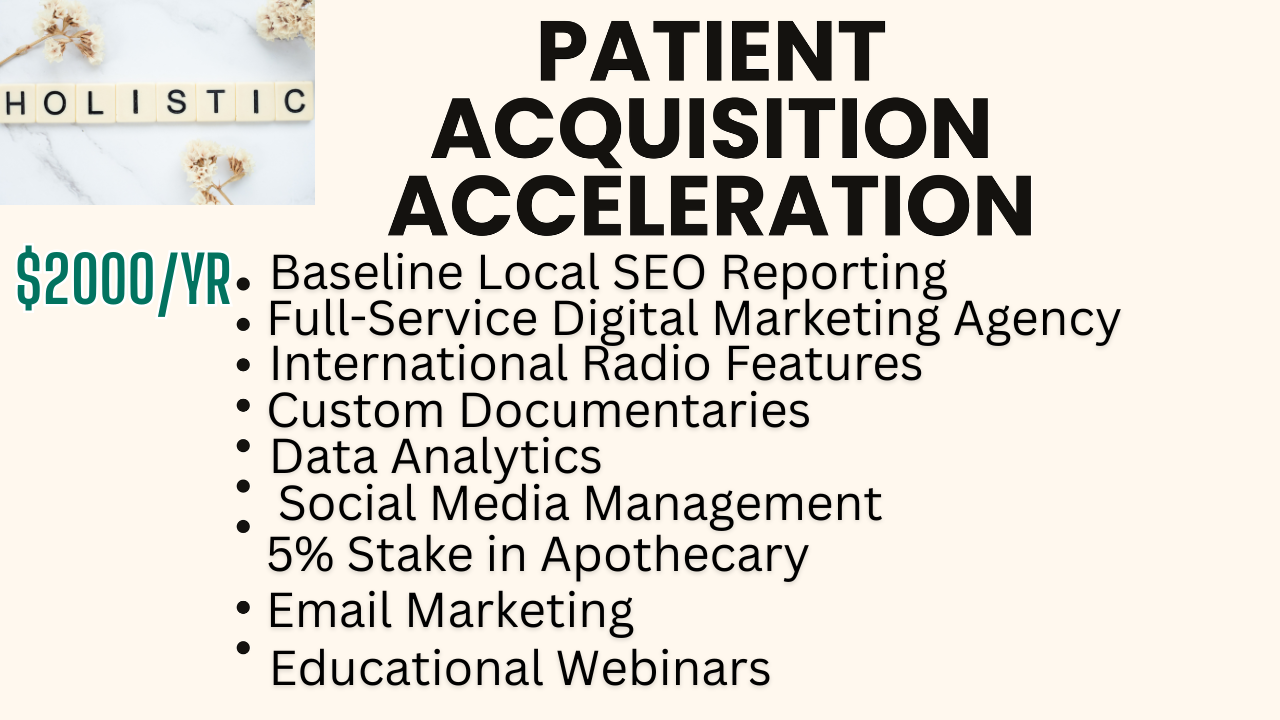 HOLISTIC
PATIENT
ACQUISITION
ACCELERATION
$2000/YR
• Baseline Local SEO Reporting
• Full-Service Digital Marketing Agency
• International Radio Features
• Custom Documentaries
• Data Analytics
• Social Media Management
• 5% Stake in Apothecary
• Email Marketing
• Educational Webinars